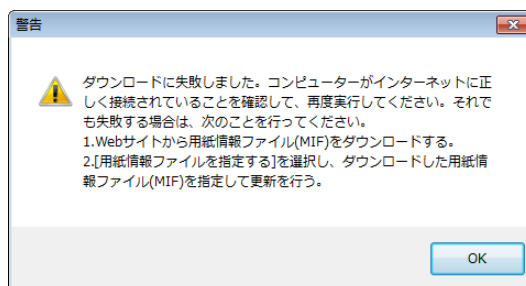 警告
ダウンロードに失敗しました。コンピューターがインターネットに正
しく接続されていることを確認して、再度実行してください。それで
も失敗する場合は、次のことを行ってください。
1.Webサイトから用紙情報ファイル(MIF)をダウンロードする。
2.[用紙情報ファイルを指定する]を選択し、ダウンロードした用紙情
報ファイル(MIF)を指定して更新を行う。
OK